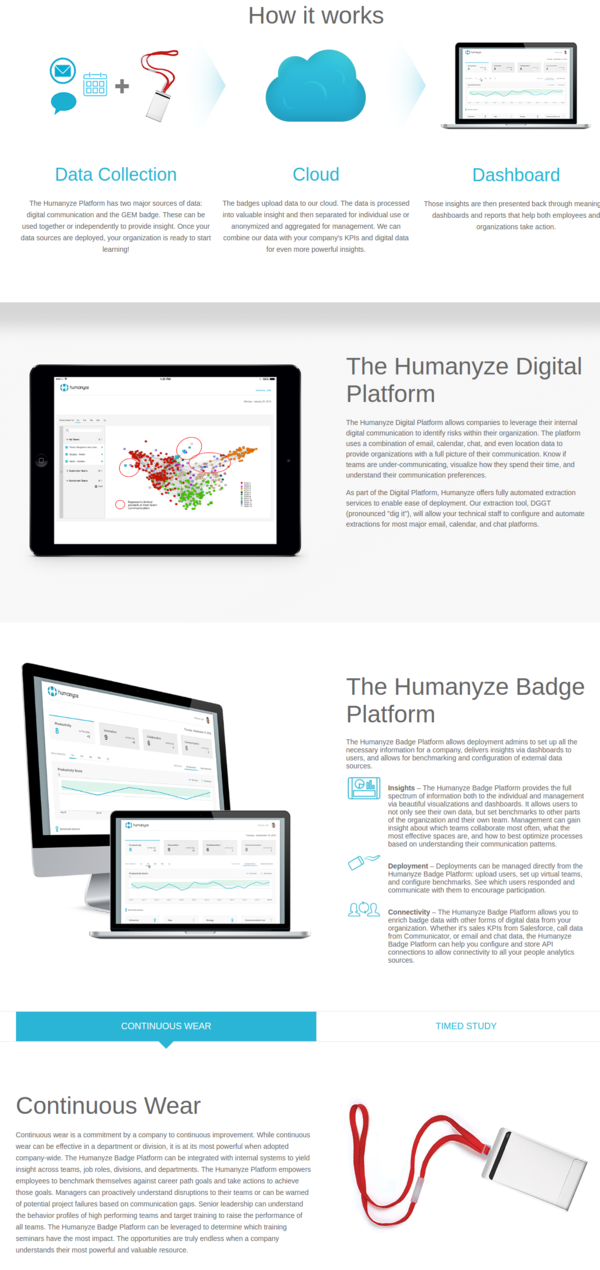 How it works
Data Collection
The Humanyze Platform has two major sources of data:
digital communication and the GEM badge. These can be
used together or independently to provide insight. Once your
data sources are deployed, your organization is ready to start
learning!
Cloud
The badges upload data to our cloud. The data is processed
into valuable insight and then separated for individual use or
anonymized and aggregated for management. We can
combine our data with your company's KPIs and digital data
for even more powerful insights.
Dashboard
Those insights are then presented back through meaning
dashboards and reports that help both employees and
organizations take action.
humanyze
The Humanyze Digital
Platform
The Humanyze Digital Platform allows companies to leverage their internal
digital communication to identify risks within their organization. The platform
uses a combination of email, calendar, chat, and even location data to
provide organizations with a full picture of their communication. Know if
teams are under-communicating, visualize how they spend their time, and
understand their communication preferences.
As part of the Digital Platform, Humanyze offers fully automated extraction
services to enable ease of deployment. Our extraction tool, DGGT
(pronounced "dig it"), will allow your technical staff to configure and automate
extractions for most major email, calendar, and chat platforms.
humanyze
Productivity
8
humanyze
The Humanyze Badge
Platform
The Humanyze Badge Platform allows deployment admins to set up all the
necessary information for a company, delivers insights via dashboards to
users, and allows for benchmarking and configuration of external data
sources.
Insights – The Humanyze Badge Platform provides the full
spectrum of information both to the individual and management
via beautiful visualizations and dashboards. It allows users to
not only see their own data, but set benchmarks to other parts
of the organization and their own team. Management can gain
insight about which teams collaborate most often, what the
most effective spaces are, and how to best optimize processes
based on understanding their communication patterns.
Deployment – Deployments can be managed directly from the
Humanyze Badge Platform: upload users, set up virtual teams,
and configure benchmarks. See which users responded and
communicate with them to encourage participation.
Connectivity – The Humanyze Badge Platform allows you to
enrich badge data with other forms of digital data from your
organization. Whether it's sales KPIs from Salesforce, call data
from Communicator, or email and chat data, the Humanyze
Badge Platform can help you configure and store API
connections to allow connectivity to all your people analytics
sources.
CONTINUOUS WEAR
TIMED STUDY
Continuous Wear
Continuous wear is a commitment by a company to continuous improvement. While continuous
wear can be effective in a department or division, it is at its most powerful when adopted
company-wide. The Humanyze Badge Platform can be integrated with internal systems to yield
insight across teams, job roles, divisions, and departments. The Humanyze Platform empowers
employees to benchmark themselves against career path goals and take actions to achieve
those goals. Managers can proactively understand disruptions to their teams or can be warned
of potential project failures based on communication gaps. Senior leadership can understand
the behavior profiles of high performing teams and target training to raise the performance of
all teams. The Humanyze Badge Platform can be leveraged to determine which training
seminars have the most impact. The opportunities are truly endless when a company
understands their most powerful and valuable resource.